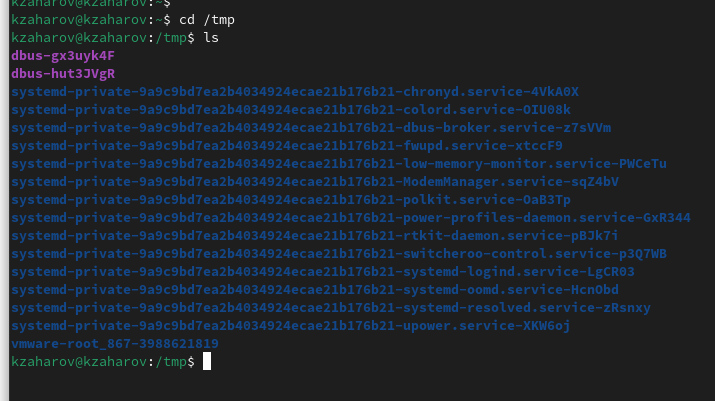 kzaharov@kzaharov:~$
kzaharov@kzaharov:~$ cd /tmp
kzaharov@kzaharov:/tmp$ ls
dbus-gx3uyk4F
dbus-hut3JVgR
systemd-private-9a9c9bd7ea2b4034924ecae21b176b21-chronyd.service-4VkA0X
systemd-private-9a9c9bd7ea2b4034924ecae21b176b21-colord.service-OIU08k
systemd-private-9a9c9bd7ea2b4034924ecae21b176b21-dbus-broker.service-z7sVVm
systemd-private-9a9c9bd7ea2b4034924ecae21b176b21-fwupd.service-xtccF9
systemd-private-9a9c9bd7ea2b4034924ecae21b176b21-low-memory-monitor.service-PWCeTu
systemd-private-9a9c9bd7ea2b4034924ecae21b176b21-ModemManager.service-sqZ4bV
systemd-private-9a9c9bd7ea2b4034924ecae21b176b21-polkit.service-OaB3Tp
systemd-private-9a9c9bd7ea2b4034924ecae21b176b21-power-profiles-daemon.service-GxR344
systemd-private-9a9c9bd7ea2b4034924ecae21b176b21-rtkit-daemon.service-pBJk7i
systemd-private-9a9c9bd7ea2b4034924ecae21b176b21-switcheroo-control.service-p3Q7WB
systemd-private-9a9c9bd7ea2b4034924ecae21b176b21-systemd-logind.service-LgCR03
systemd-private-9a9c9bd7ea2b4034924ecae21b176b21-systemd-oomd.service-HcnObd
systemd-private-9a9c9bd7ea2b4034924ecae21b176b21-systemd-resolved.service-zRsnxy
systemd-private-9a9c9bd7ea2b4034924ecae21b176b21-upower.service-XKW6oj
vmware-root_867-3988621819
kzaharov@kzaharov:/tmp$